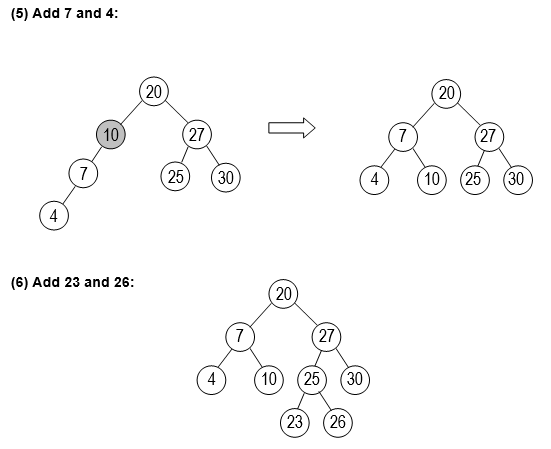 (5) Add 7 and 4:
20 20
10 27 7 27
7 25 30 4 10 25 30
4
(6) Add 23 and 26:
20
7 27
4 10 25 30
23 26